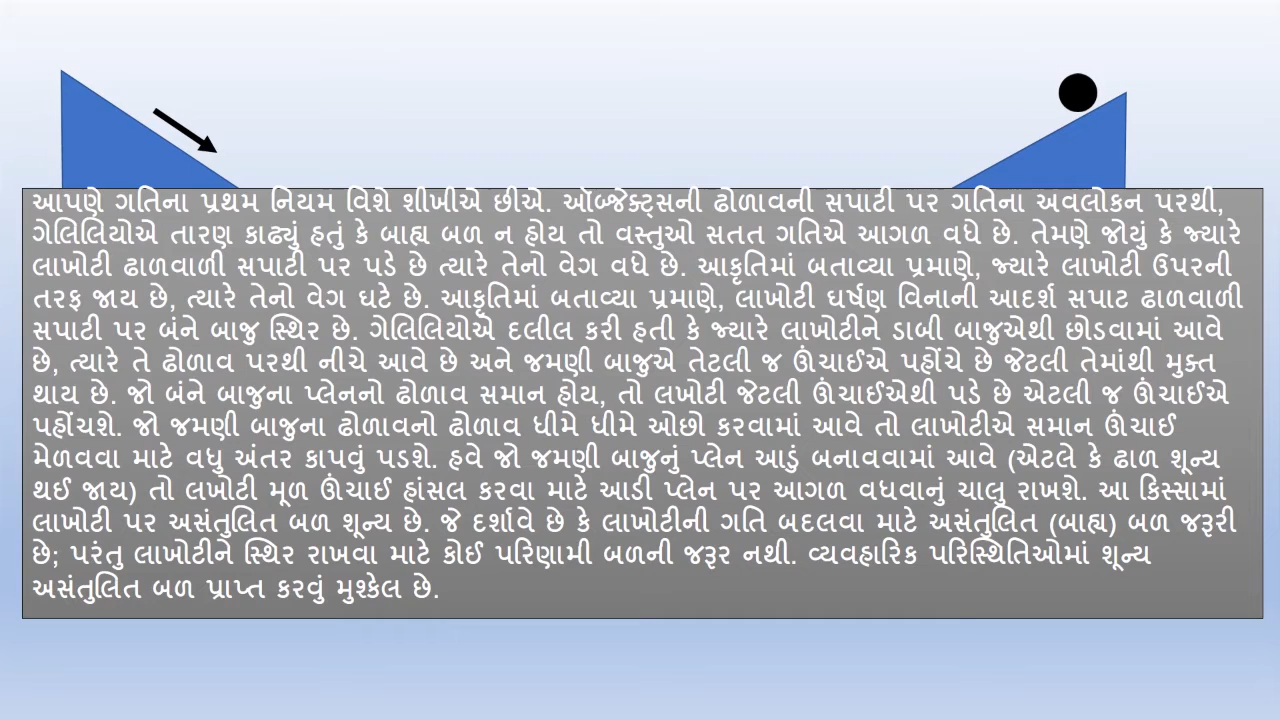 આપણે ગતિના પ્રથમ નિયમ વિશે શીખીએ છીએ. ઑબ્જેક્ટ્સની ઢોળાવની સપાટી પર ગતિના અવલોકન પરથી,
ગેલિલિયોએ તારણ કાઢ્યું હતું કે બાહ્ય બળ ન હોય તો વસ્તુઓ સતત ગતિએ આગળ વધે છે. તેમણે જોયું કે જ્યારે
લાખોટી ઢાળવાળી સપાટી પર પડે છે ત્યારે તેનો વેગ વધે છે. આકૃતિમાં બતાવ્યા પ્રમાણે, જ્યારે લાખોટી ઉપરની
તરફ જાય છે, ત્યારે તેનો વેગ ઘટે છે. આકૃતિમાં બતાવ્યા પ્રમાણે, લાખોટી ઘર્ષણ વિનાની આદર્શ સપાટ ઢાળવાળી
સપાટી પર બંને બાજુ સ્થિર છે. ગેલિલિયોએ દલીલ કરી હતી કે જ્યારે લાખોટીને ડાબી બાજુએથી છોડવામાં આવે
છે, ત્યારે તે ઢોળાવ પરથી નીચે આવે છે અને જમણી બાજુએ તેટલી જ ઊંચાઈએ પહોંચે છે જેટલી તેમાંથી મુક્ત
થાય છે. જો બંને બાજુના પ્લેનનો ઢોળાવ સમાન હોય, તો લખોટી જેટલી ઊંચાઈએથી પડે છે એટલી જ ઊંચાઈએ
પહોંચશે. જો જમણી બાજુના ઢોળાવનો ઢોળાવ ધીમે ધીમે ઓછો કરવામાં આવે તો લાખોટીએ સમાન ઊંચાઈ
મેળવવા માટે વધુ અંતર કાપવું પડશે. હવે જો જમણી બાજુનું પ્લેન આડું બનાવવામાં આવે (એટલે કે ઢાળ શૂન્ય
થઈ જાય) તો લખોટી મૂળ ઊંચાઈ હાંસલ કરવા માટે આડી પ્લેન પર આગળ વધવાનું ચાલુ રાખશે. આ કિસ્સામાં
લાખોટી પર અસંતુલિત બળ શૂન્ય છે. જે દર્શાવે છે કે લાખોટીની ગતિ બદલવા માટે અસંતુલિત (બાહ્ય) બળ જરૂરી
છે; પરંતુ લાખોટીને સ્થિર રાખવા માટે કોઈ પરિણામી બળની જરૂર નથી. વ્યવહારિક પરિસ્થિતિઓમાં શૂન્ય
અસંતુલિત બળ પ્રાપ્ત કરવું મુશ્કેલ છે.